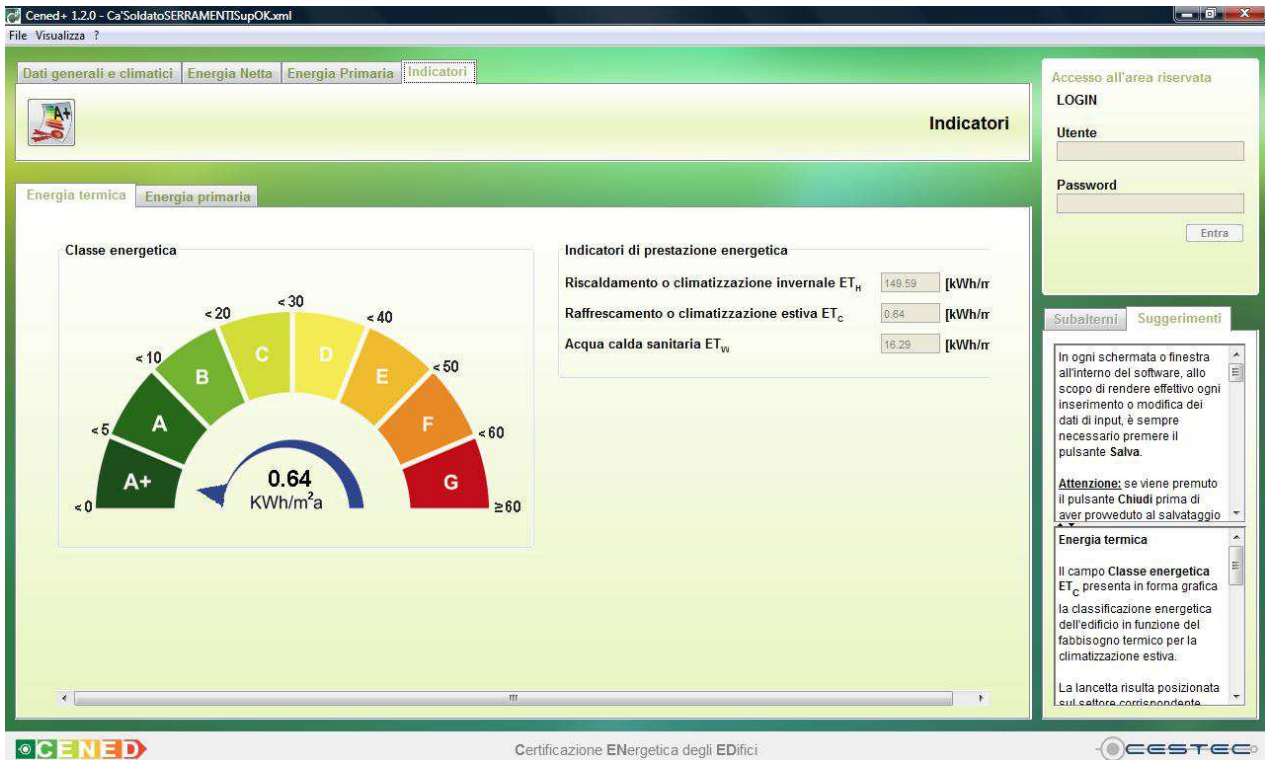 Cened+ 1.2.0 - Ca'SoldatoSERRAMENTISupOK.xml
File Visualizza ?
Dati generali e climatici
Energia Netta
Energia Primaria
Indicatori
A+
Indicatori
Energia termica
Energia primaria
Classe energetica
<0
A+
<5
A
<10
B
<20
C
<30
D
<40
E
<50
F
<60
G
≥60
0.64
KWh/m²a
Indicatori di prestazione energetica
Riscaldamento o climatizzazione invernale ET_H 149.59 [kWh/m
Raffrescamento o climatizzazione estiva ET_C 0.64 [kWh/m
Acqua calda sanitaria ET_W 16.29 [kWh/m
Accesso all'area riservata
LOGIN
Utente
Password
Entra
Subalterni
Suggerimenti
In ogni schermata o finestra
all'interno del software, allo
scopo di rendere effettivo ogni
inserimento o modifica dei
dati di input, è sempre
necessario premere il
pulsante Salva.
Attenzione: se viene premuto
il pulsante Chiudi prima di
aver provveduto al salvataggio
Energia termica
Il campo Classe energetica
ET_C presenta in forma grafica
la classificazione energetica
dell'edificio in funzione del
fabbisogno termico per la
climatizzazione estiva.
La lancetta risulta posizionata
sul settore corrispondente
CENED
Certificazione ENergetica degli EDifici
CESTEC